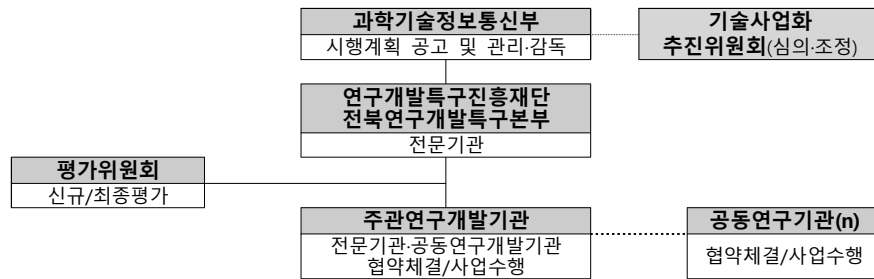 과학기술정보통신부
시행계획 공고 및 관리·감독
기술사업화
추진위원회(심의·조정)
연구개발특구진흥재단
전북연구개발특구본부
전문기관
평가위원회
신규/최종평가
주관연구개발기관
전문기관·공동연구개발기관
협약체결/사업수행
공동연구기관(n)
협약체결/사업수행